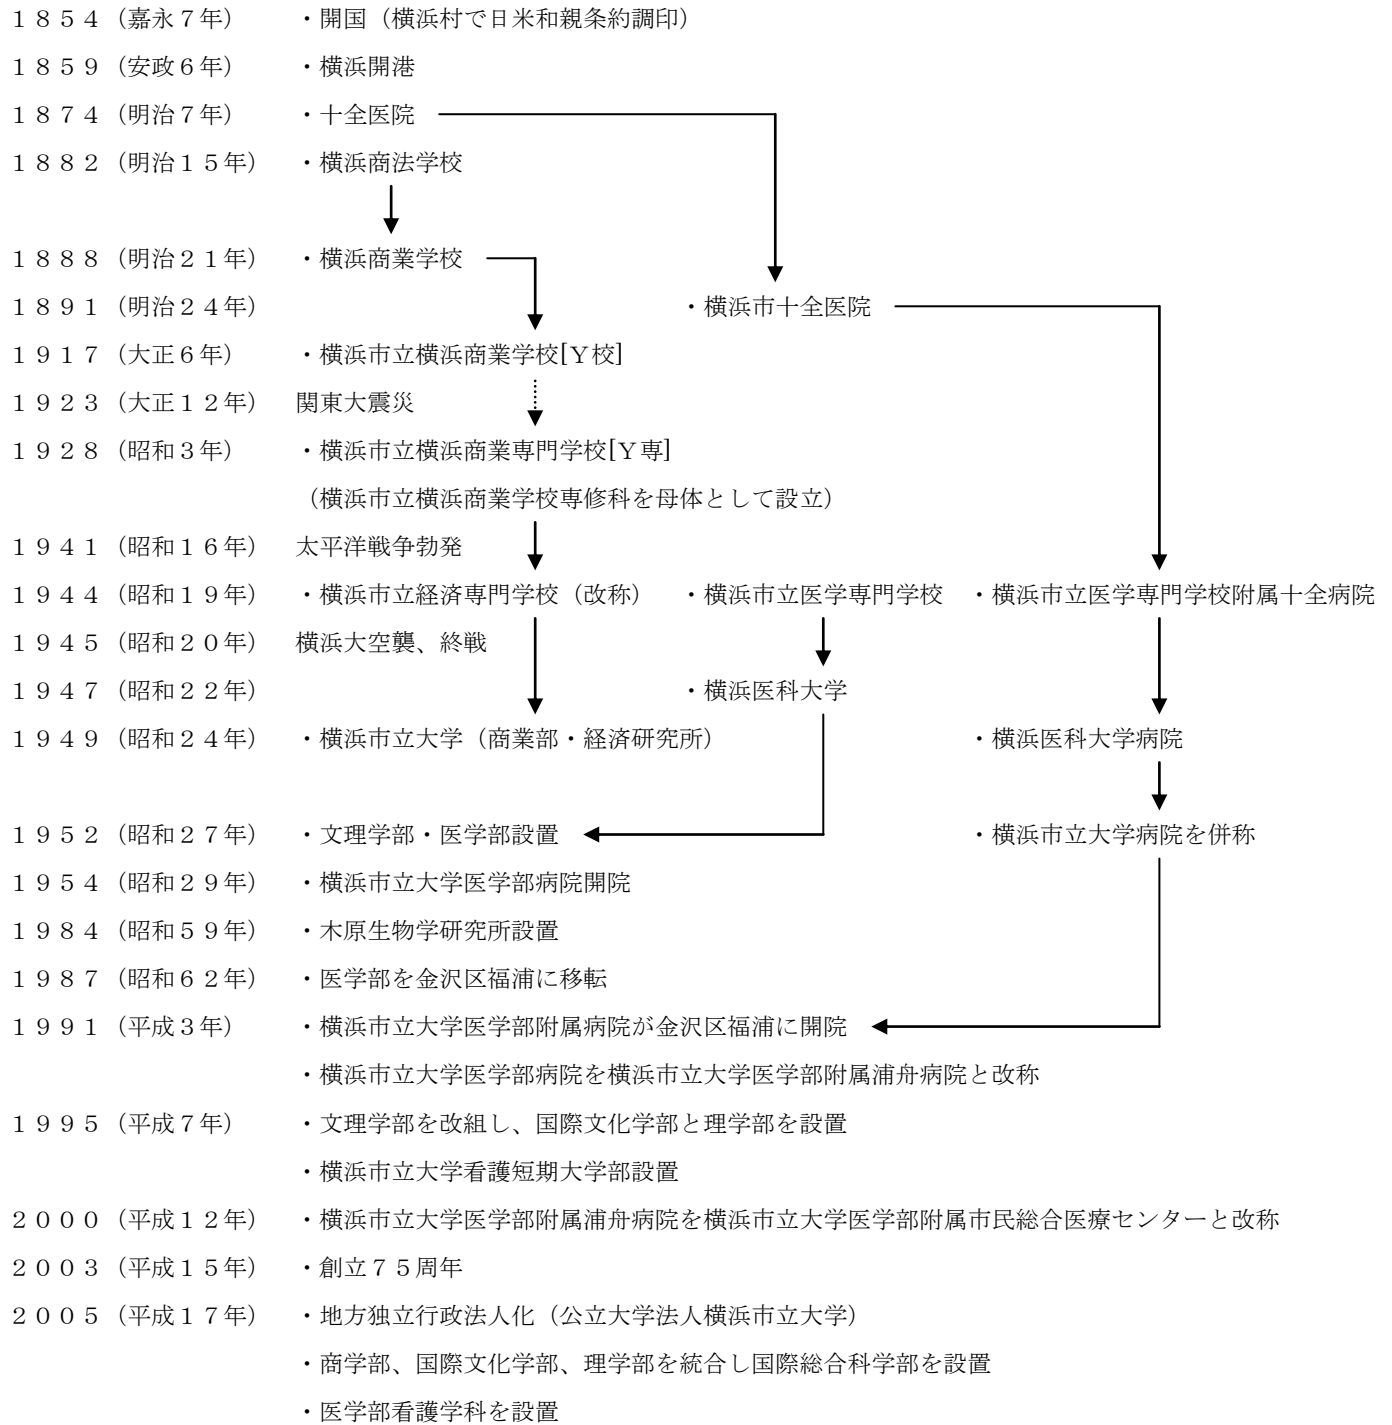 １８５４（嘉永７年）　・開国（横浜村で日米和親条約調印）
１８５９（安政６年）　・横浜開港
１８７４（明治７年）　・十全医院
１８８２（明治１５年）　・横浜商法学校
１８８８（明治２１年）　・横浜商業学校
１８９１（明治２４年）　・横浜市十全医院
１９１７（大正６年）　・横浜市立横浜商業学校[Ｙ校]
１９２３（大正１２年）　関東大震災
１９２８（昭和３年）　・横浜市立横浜商業専門学校[Ｙ専]
（横浜市立横浜商業学校専修科を母体として設立）
１９４１（昭和１６年）　太平洋戦争勃発
１９４４（昭和１９年）　・横浜市立経済専門学校（改称）　・横浜市立医学専門学校　・横浜市立医学専門学校附属十全病院
１９４５（昭和２０年）　横浜大空襲、終戦
１９４７（昭和２２年）　・横浜医科大学
１９４９（昭和２４年）　・横浜市立大学（商業部・経済研究所）　・横浜医科大学病院
１９５２（昭和２７年）　・文理学部・医学部設置　・横浜市立大学病院を併称
１９５４（昭和２９年）　・横浜市立大学医学部病院開院
１９８４（昭和５９年）　・木原生物学研究所設置
１９８７（昭和６２年）　・医学部を金沢区福浦に移転
１９９１（平成３年）　・横浜市立大学医学部附属病院が金沢区福浦に開院
・横浜市立大学医学部病院を横浜市立大学医学部附属浦舟病院と改称
１９９５（平成７年）　・文理学部を改組し、国際文化学部と理学部を設置
・横浜市立大学看護短期大学部設置
２０００（平成１２年）　・横浜市立大学医学部附属浦舟病院を横浜市立大学医学部附属市民総合医療センターと改称
２００３（平成１５年）　・創立７５周年
２００５（平成１７年）　・地方独立行政法人化（公立大学法人横浜市立大学）
・商学部、国際文化学部、理学部を統合し国際総合科学部を設置
・医学部看護学科を設置